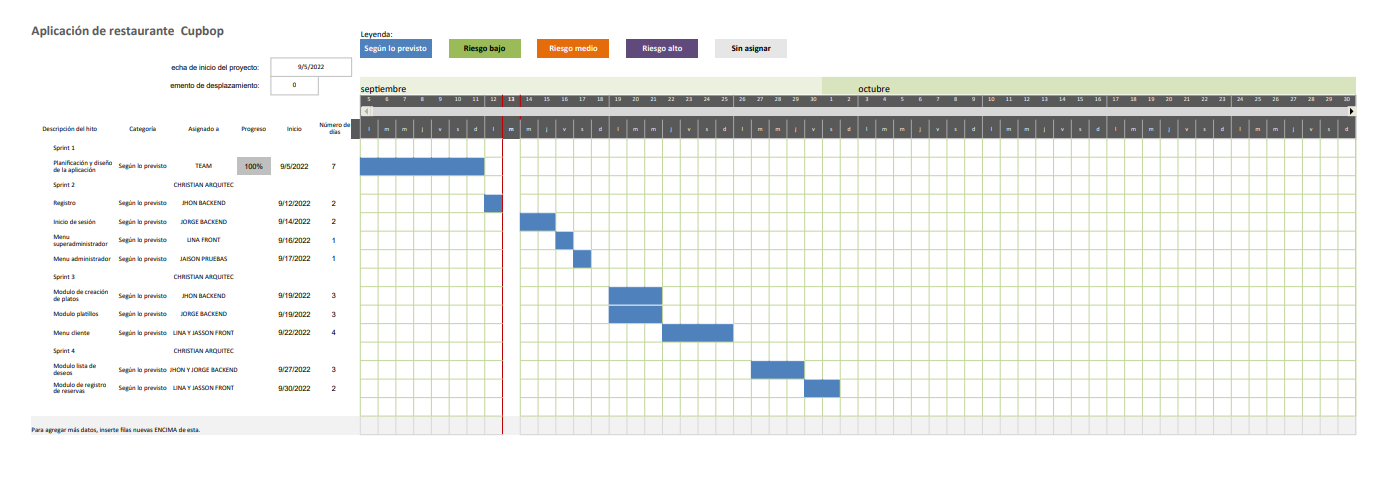 Aplicación de restaurante Cupbop
Leyenda:
Según lo previsto Riesgo bajo Riesgo medio Riesgo alto Sin asignar
echa de inicio del proyecto: 9/5/2022
emento de desplazamiento: 0
septiembre octubre
5 6 7 8 9 10 11 12 13 14 15 16 17 18 19 20 21 22 23 24 25 26 27 28 29 30 1 2 3 4 5 6 7 8 9 10 11 12 13 14 15 16 17 18 19 20 21 22 23 24 25 26 27 28 29 30
Descripción del hito Categoría Asignado a Progreso Inicio Número de días
l m m j v s d l m m j v s d l m m j v s d l m m j v s d l m m j v s d l m m j v s d l m m j v s d l m m j v s d
Sprint 1
Planificación y diseño de la aplicación Según lo previsto TEAM 100% 9/5/2022 7
Sprint 2 CHRISTIAN ARQUITEC
Registro Según lo previsto JHON BACKEND 9/12/2022 2
Inicio de sesión Según lo previsto JORGE BACKEND 9/14/2022 2
Menu superadministrador Según lo previsto LINA FRONT 9/16/2022 1
Menu administrador Según lo previsto JAISON PRUEBAS 9/17/2022 1
Sprint 3 CHRISTIAN ARQUITEC
Modulo de creación de platos Según lo previsto JHON BACKEND 9/19/2022 3
Modulo platillos Según lo previsto JORGE BACKEND 9/19/2022 3
Menu cliente Según lo previsto LINA Y JASSON FRONT 9/22/2022 4
Sprint 4 CHRISTIAN ARQUITEC
Modulo lista de deseos Según lo previsto JHON Y JORGE BACKEND 9/27/2022 3
Modulo de registro de reservas Según lo previsto LINA Y JASSON FRONT 9/30/2022 2
Para agregar más datos, inserte filas nuevas ENCIMA de esta.